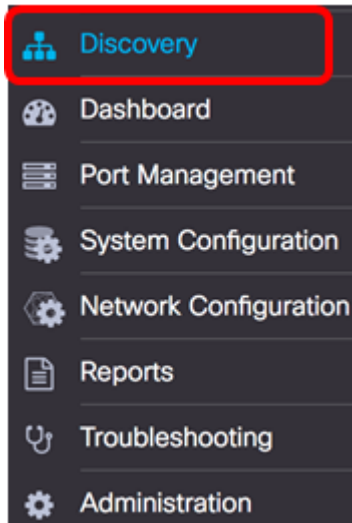 Discovery
Dashboard
Port Management
System Configuration
Network Configuration
Reports
Troubleshooting
Administration